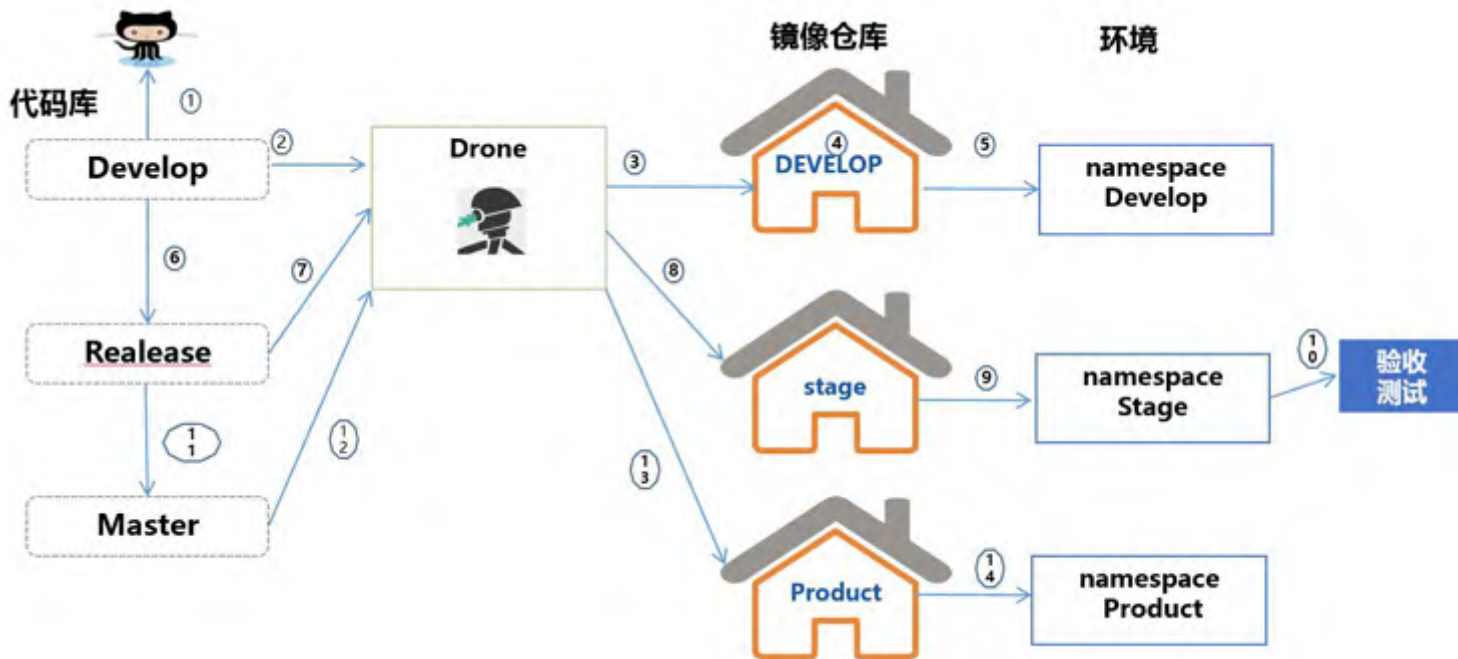 镜像仓库
环境
代码库
①
Develop
②
Drone
③
④
DEVELOP
⑤
namespace
Develop
⑥
⑦
⑧
Realease
stage
⑨
namespace
Stage
10
验收
测试
11
12
13
Master
Product
14
namespace
Product